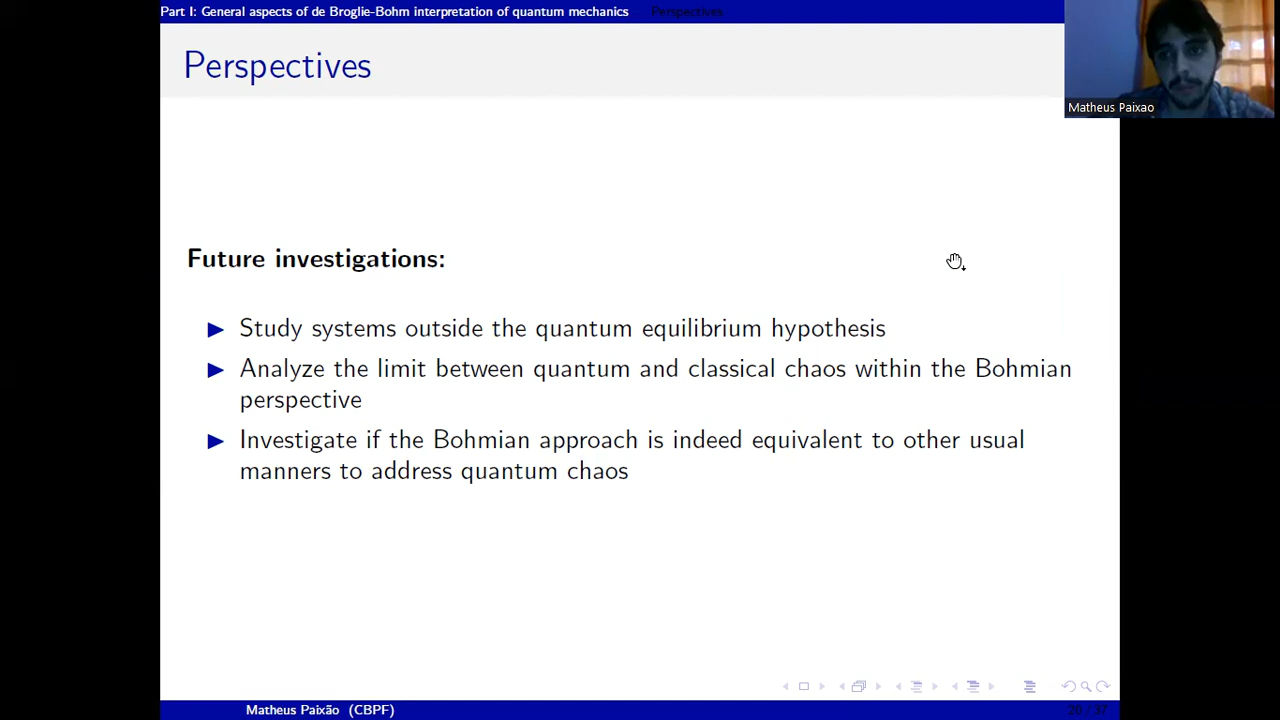 Part I: General aspects of de Broglie-Bohm interpretation of quantum mechanics Perspectives
Perspectives
Matheus Paixao
Future investigations:
Study systems outside the quantum equilibrium hypothesis
Analyze the limit between quantum and classical chaos within the Bohmian
perspective
Investigate if the Bohmian approach is indeed equivalent to other usual
manners to address quantum chaos
Matheus Paixão (CBPF)
20 / 37